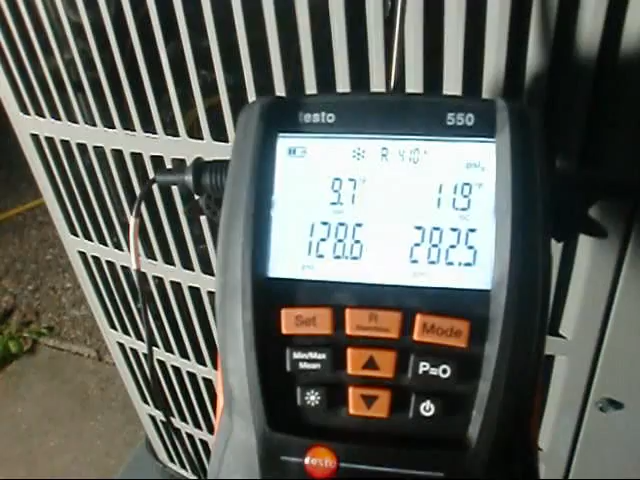 testo 550
R 410A
9.7 °F 11.9 °F
128.6 282.5
Set R Mode
Min/Max P=0
Mean
testo